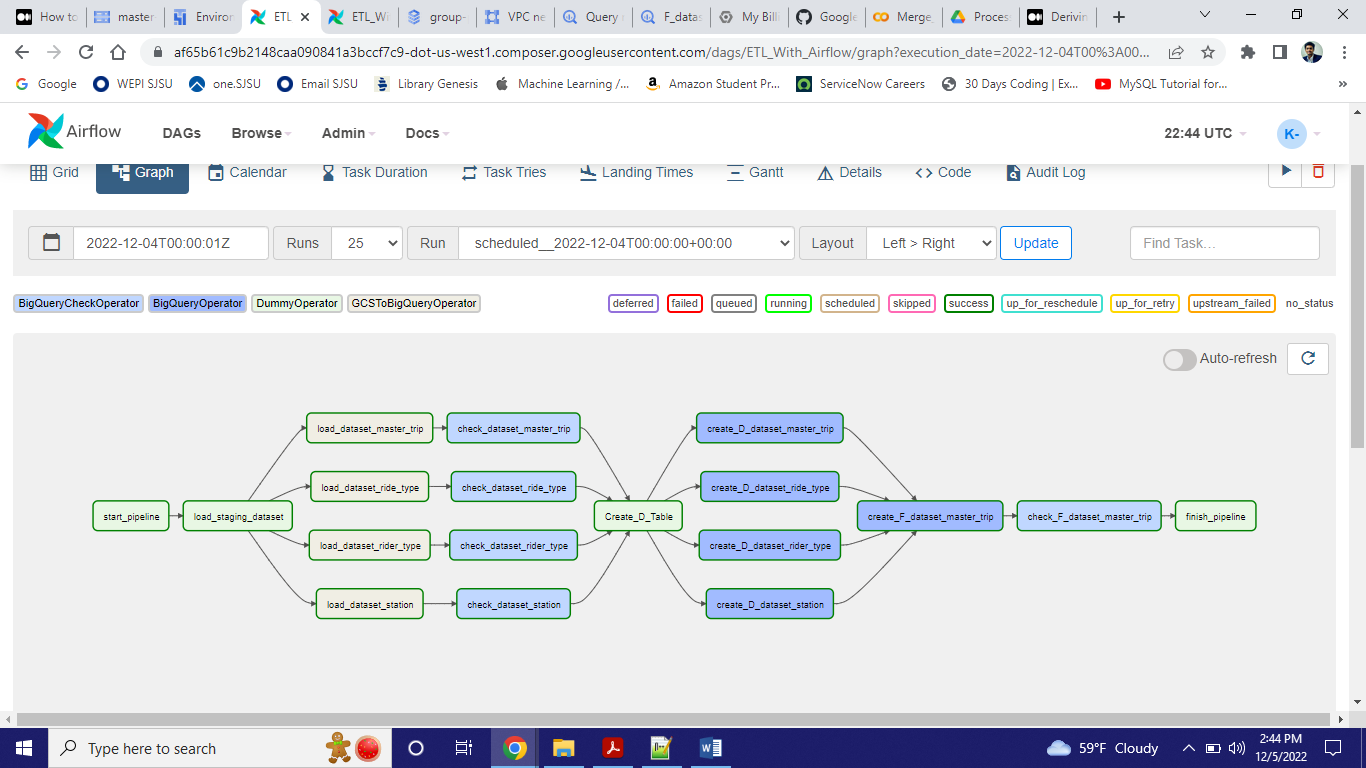 How to
master
Environ
ETL
ETL_Wi
group-
VPC ne
Query
F_datas
My Bill
Google
Merge_
Process
Derivin
af65b61c9b2148caa090841a3bccf7c9-dot-us-west1.composer.googleusercontent.com/dags/ETL_With_Airflow/graph?execution_date=2022-12-04T00%3A00...
Google
WEPI SJSU
one.SJSU
Email SJSU
Library Genesis
Machine Learning /...
Amazon Student Pr...
ServiceNow Careers
30 Days Coding | Ex...
MySQL Tutorial for...
»
Airflow
DAGs
Browse
Admin
Docs
22:44 UTC
K-
Grid
Graph
Calendar
Task Duration
Task Tries
Landing Times
Gantt
Details
<> Code
Audit Log
2022-12-04T00:00:01Z
Runs
25
Run
scheduled__2022-12-04T00:00:00+00:00
Layout
Left > Right
Update
Find Task...
BigQueryCheckOperator
BigQueryOperator
DummyOperator
GCSToBigQueryOperator
deferred
failed
queued
running
scheduled
skipped
success
up_for_reschedule
up_for_retry
upstream_failed
no_status
Auto-refresh
load_dataset_master_trip
check_dataset_master_trip
create_D_dataset_master_trip
load_dataset_ride_type
check_dataset_ride_type
create_D_dataset_ride_type
start_pipeline
load_staging_dataset
Create_D_Table
create_F_dataset_master_trip
check_F_dataset_master_trip
finish_pipeline
load_dataset_rider_type
check_dataset_rider_type
create_D_dataset_rider_type
load_dataset_station
check_dataset_station
create_D_dataset_station
Type here to search
59°F Cloudy
2:44 PM
12/5/2022